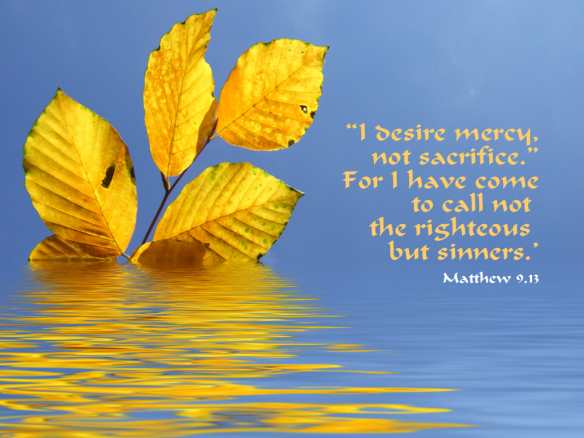 “I desire mercy,
not sacrifice.”
For I have come
to call not
the righteous
but sinners.’
Matthew 9.13